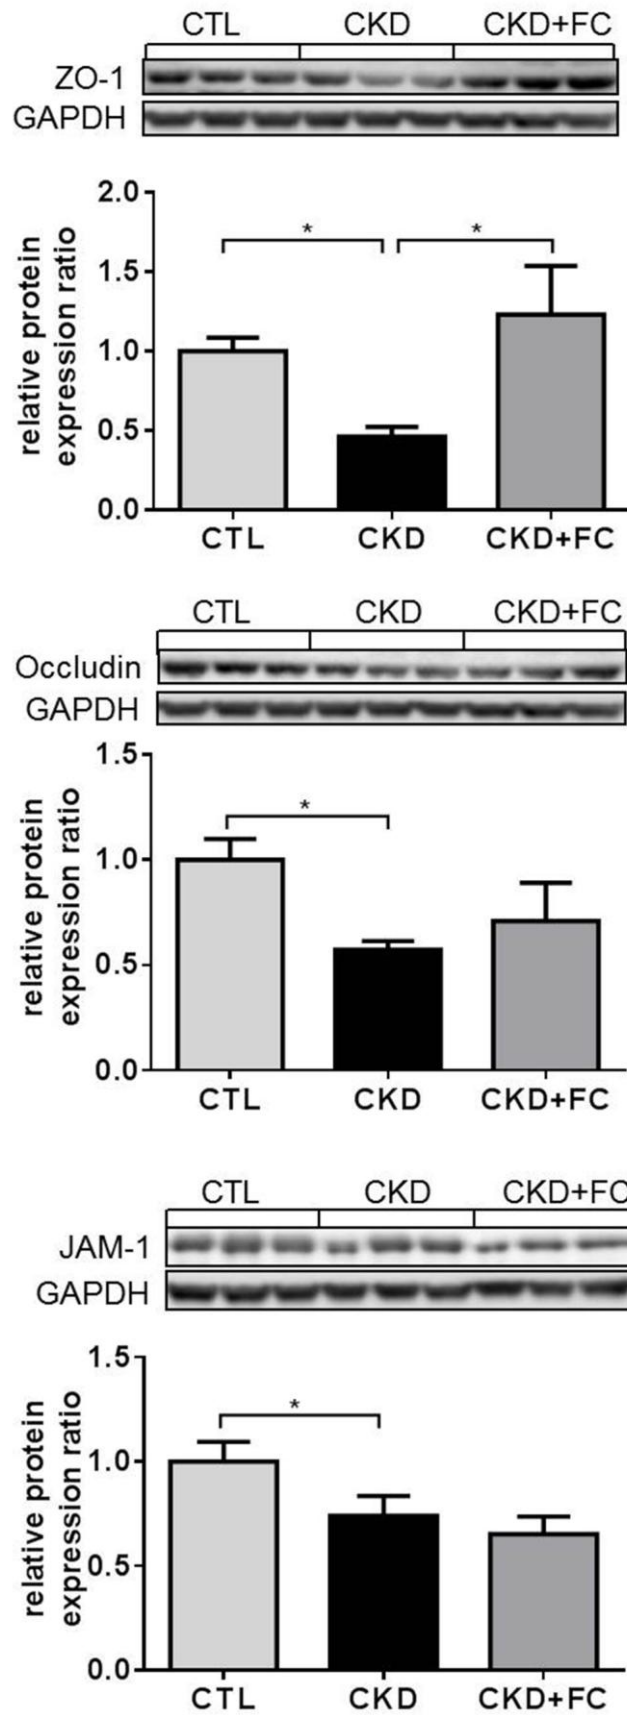 CTL CKD CKD+FC
ZO-1
GAPDH
2.0
1.5
1.0
0.5
0.0
relative protein
expression ratio
* *
CTL CKD CKD+FC
CTL CKD CKD+FC
Occludin
GAPDH
1.5
1.0
0.5
0.0
relative protein
expression ratio
*
CTL CKD CKD+FC
CTL CKD CKD+FC
JAM-1
GAPDH
1.5
1.0
0.5
0.0
relative protein
expression ratio
*
CTL CKD CKD+FC